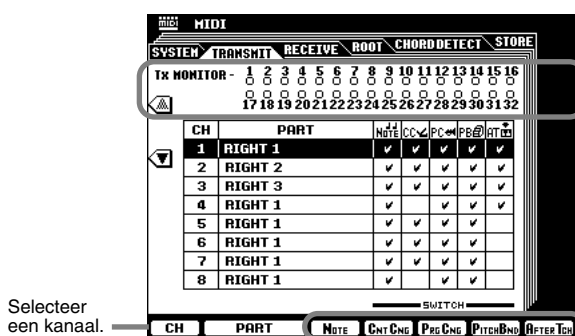 MIDI MIDI
SYSTEM TRANSMIT RECEIVE ROOT CHORD DETECT STORE
TX MONITOR - 1 2 3 4 5 6 7 8 9 10 11 12 13 14 15 16
17 18 19 20 21 22 23 24 25 26 27 28 29 30 31 32
CH PART NOTE CC PC PB AT
1 RIGHT 1 ✓ ✓ ✓ ✓ ✓
2 RIGHT 2 ✓ ✓ ✓ ✓ ✓
3 RIGHT 3 ✓ ✓ ✓ ✓ ✓
4 RIGHT 1 ✓ ✓ ✓ ✓
5 RIGHT 1 ✓ ✓ ✓ ✓
6 RIGHT 1 ✓ ✓ ✓ ✓
7 RIGHT 1 ✓ ✓ ✓ ✓
8 RIGHT 1 ✓ ✓ ✓
SWITCH
Selecteer
een kanaal.
CH PART NOTE CNT CNG PRG CNG PITCHBND AFTER TCH